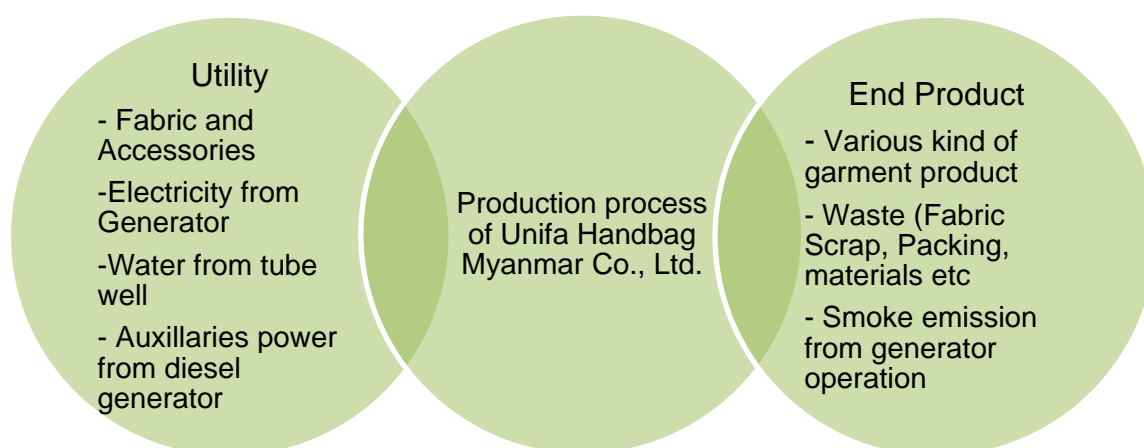 Utility
- Fabric and
Accessories
-Electricity from
Generator
-Water from tube
well
- Auxillaries power
from diesel
generator
Production process
of Unifa Handbag
Myanmar Co., Ltd.
End Product
- Various kind of
garment product
- Waste (Fabric
Scrap, Packing,
materials etc
- Smoke emission
from generator
operation